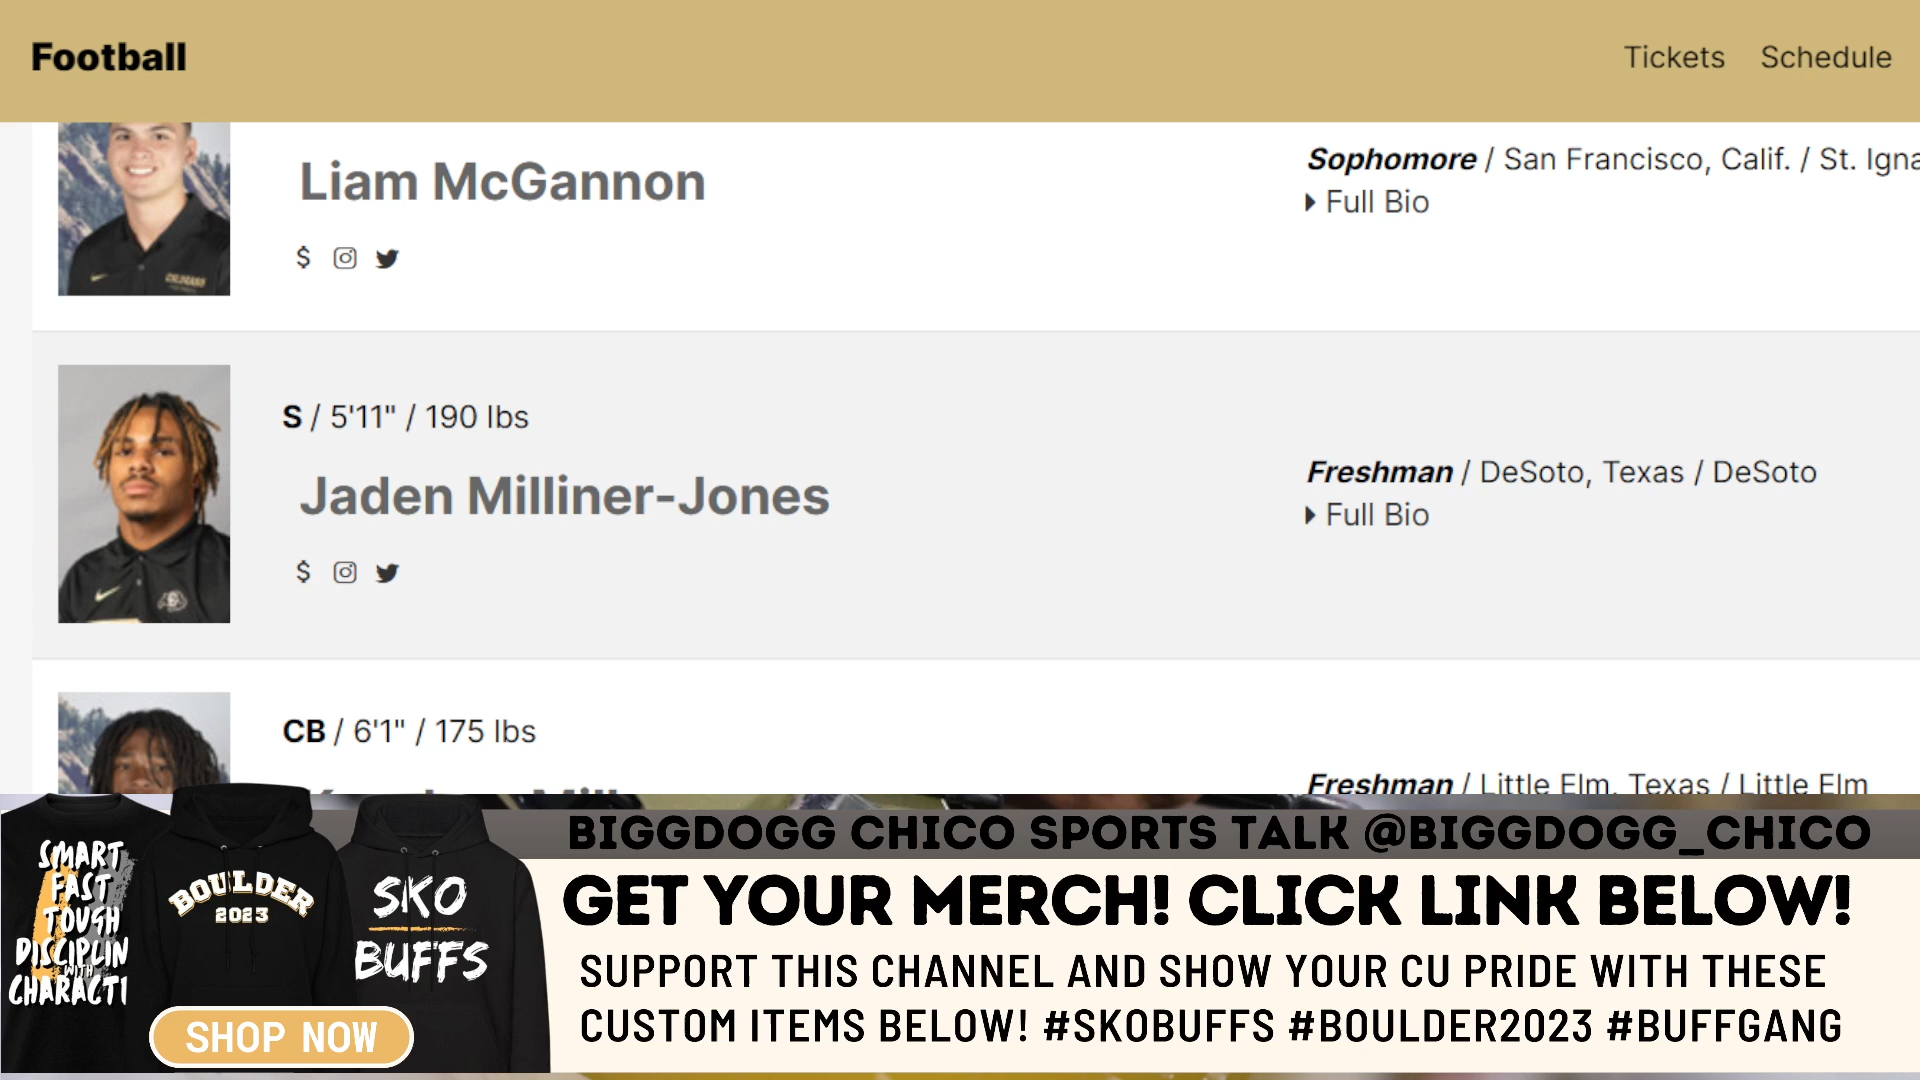 Football
Tickets Schedule
Liam McGannon
Sophomore / San Francisco, Calif. / St. Igna
Full Bio
S / 5'11" / 190 lbs
Jaden Milliner-Jones
Freshman / DeSoto, Texas / DeSoto
Full Bio
CB / 6'1" / 175 lbs
Freshman / Little Elm, Texas / Little Elm
SMART
FAST
TOUGH
DISCIPLIN
WITH
CHARACT
BOULDER
2023
SKO
BUFFS
SHOP NOW
BIGGDOGG CHICO SPORTS TALK @BIGGDOGG_CHICO
GET YOUR MERCH! CLICK LINK BELOW!
SUPPORT THIS CHANNEL AND SHOW YOUR CU PRIDE WITH THESE
CUSTOM ITEMS BELOW! #SKOBUFFS #BOULDER2023 #BUFFGANG